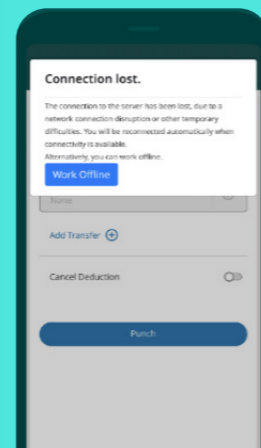 Connection lost.
The connection to the server has been lost, due to a
network connection disruption or other temporary
difficulties. You will be reconnected automatically when
connectivity is available.
Alternatively, you can work offline.
Work Offline
None
Add Transfer
Cancel Deduction
Punch